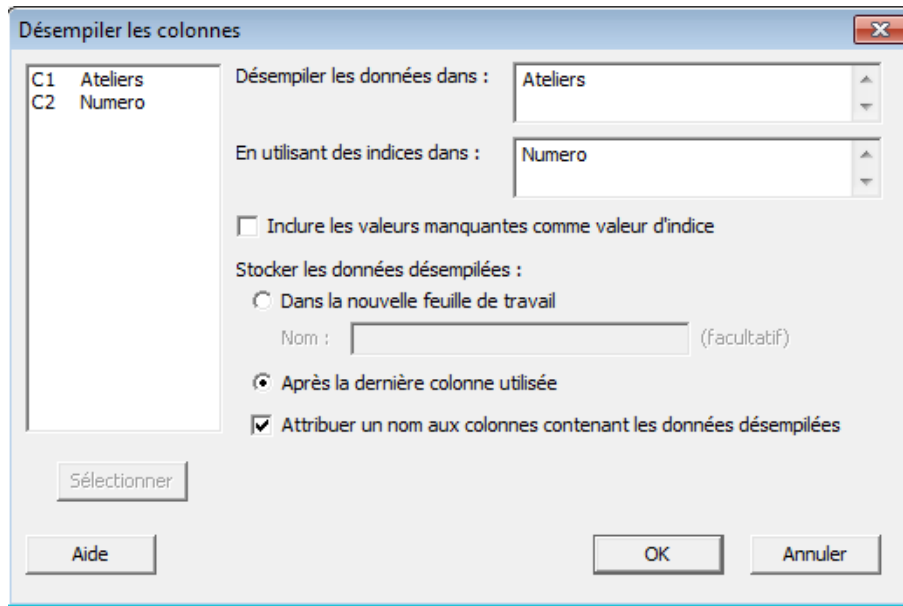 Désempiler les colonnes
C1 Ateliers
C2 Numero
Désempiler les données dans :
Ateliers
En utilisant des indices dans :
Numero
Inclure les valeurs manquantes comme valeur d'indice
Stocker les données désempilées :
Dans la nouvelle feuille de travail
Nom : (facultatif)
Après la dernière colonne utilisée
Attribuer un nom aux colonnes contenant les données désempilées
Sélectionner
Aide OK Annuler